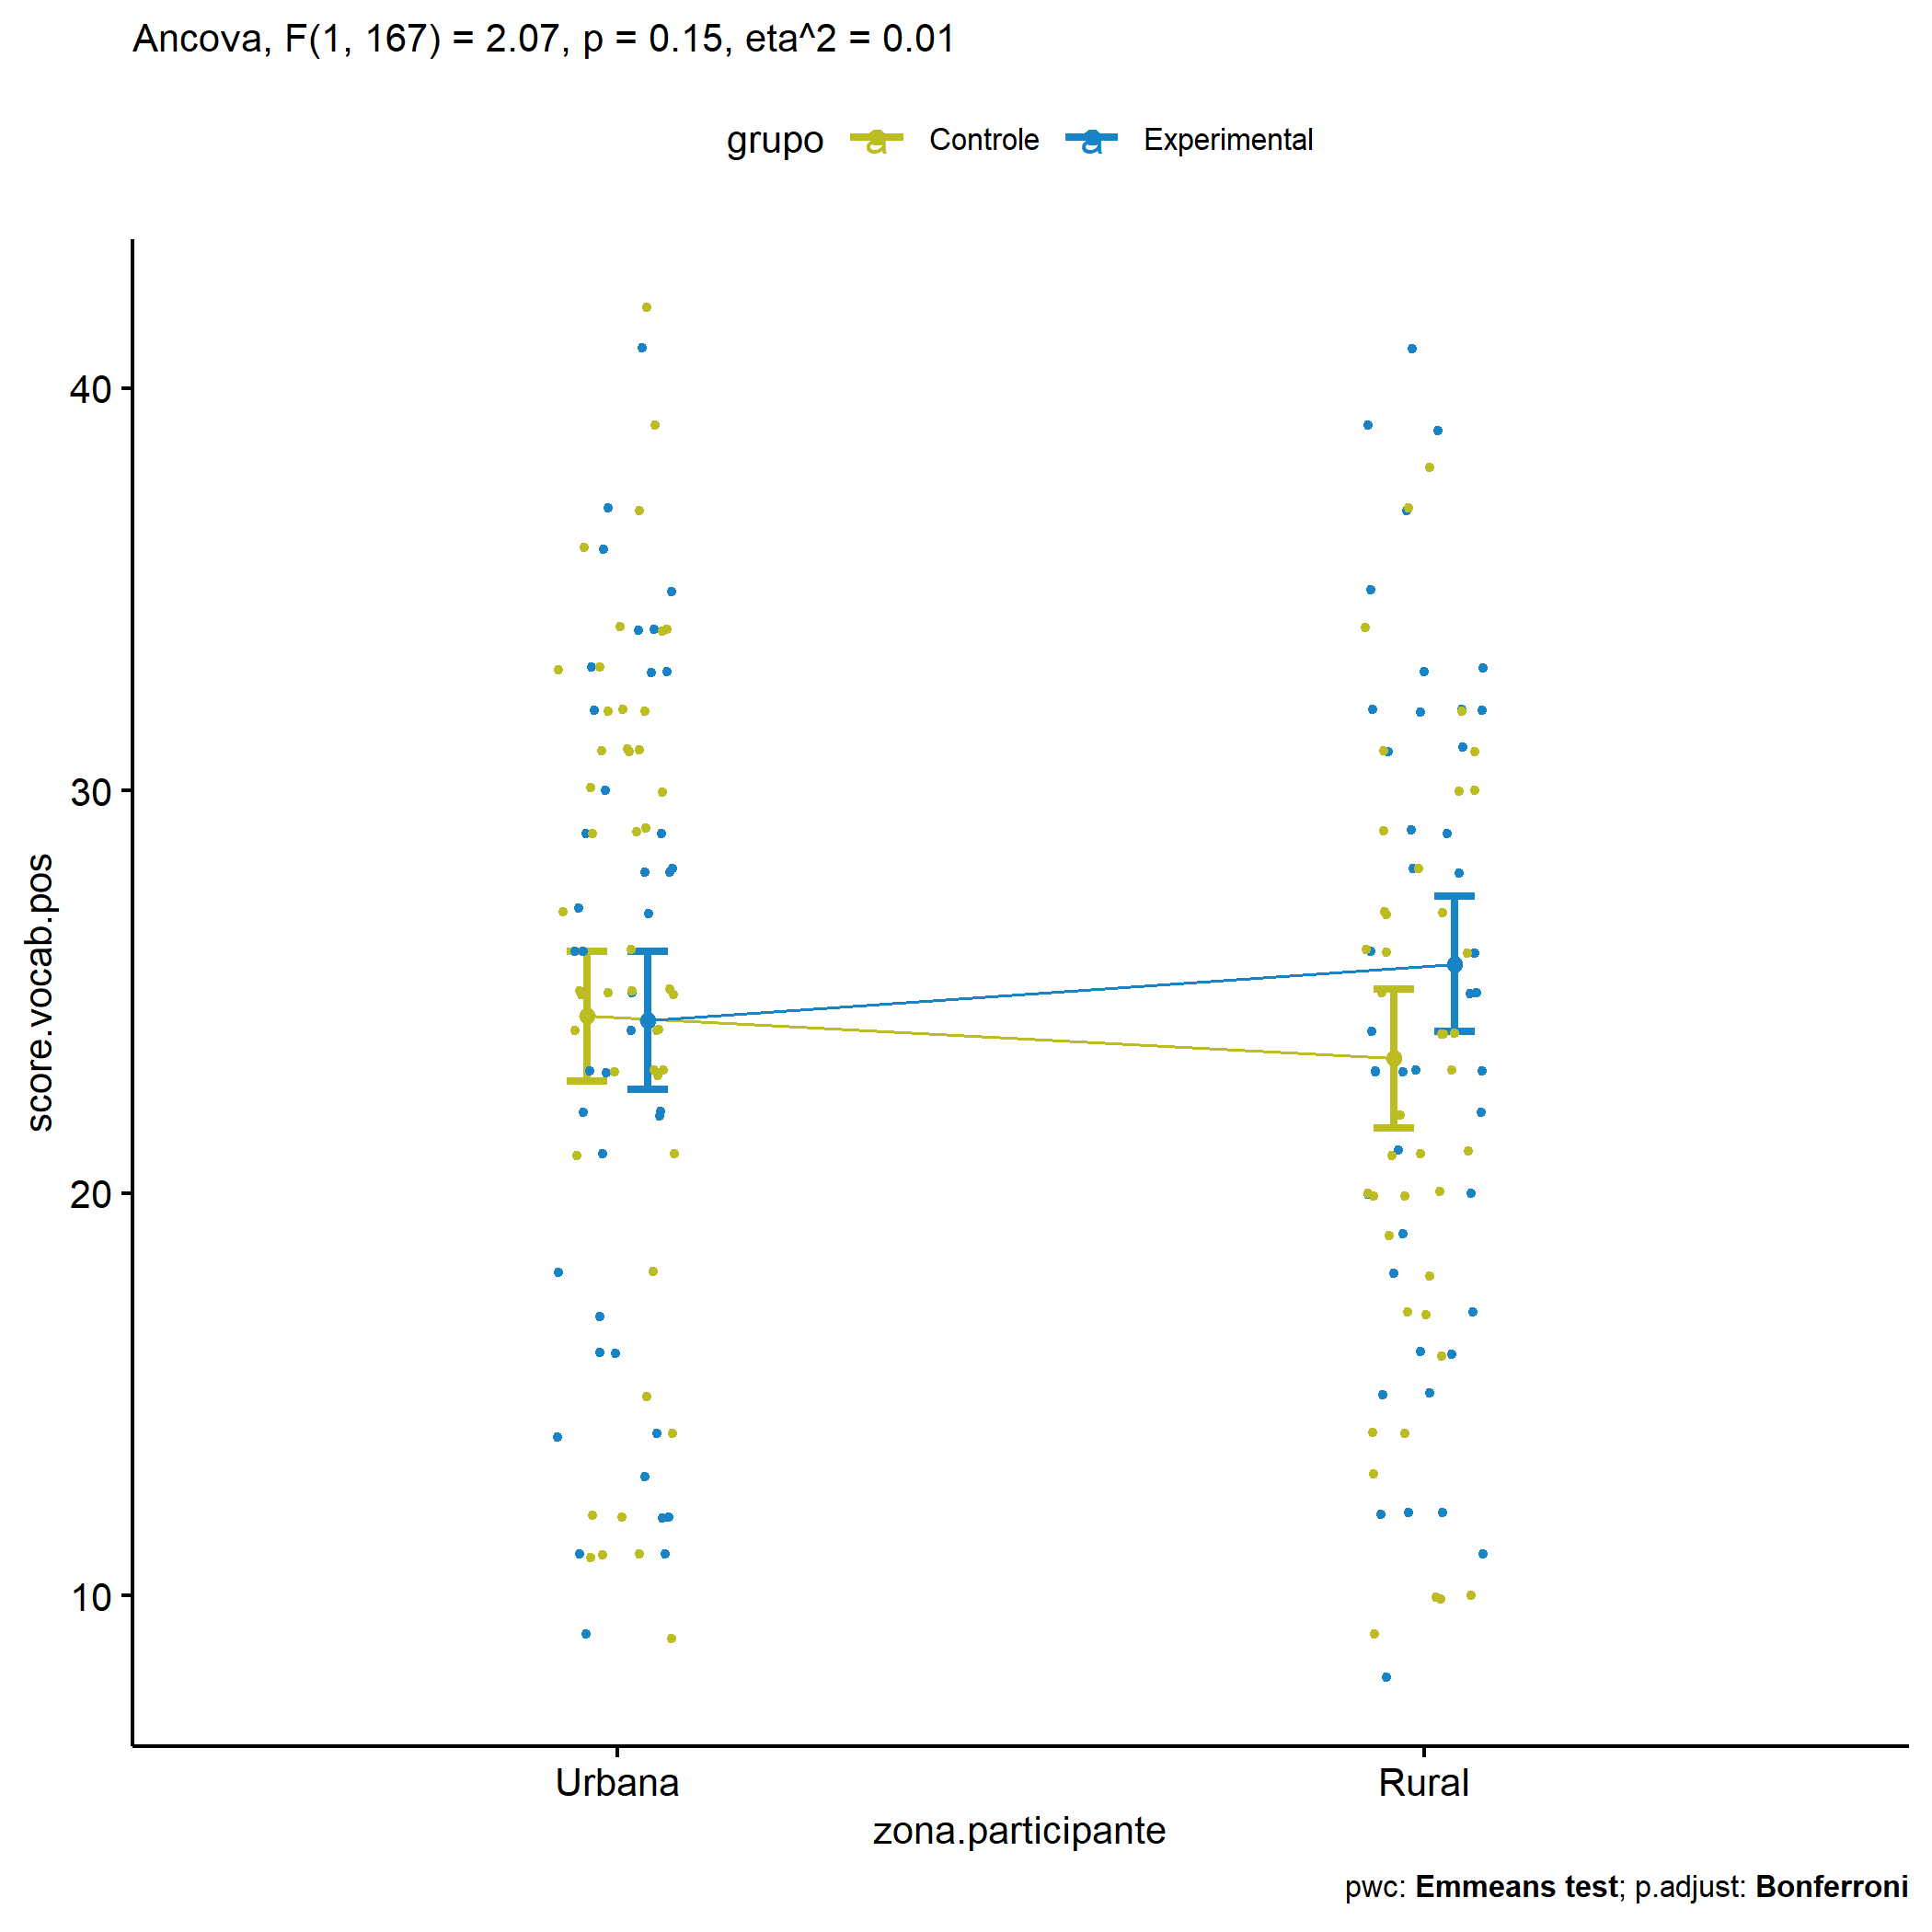 Ancova, F(1, 167) = 2.07, p = 0.15, eta^2 = 0.01
grupo a Controle a Experimental
40
30
20
10
score.vocab.pos
Urbana Rural
zona.participante
pwc: Emmeans test; p.adjust: Bonferroni